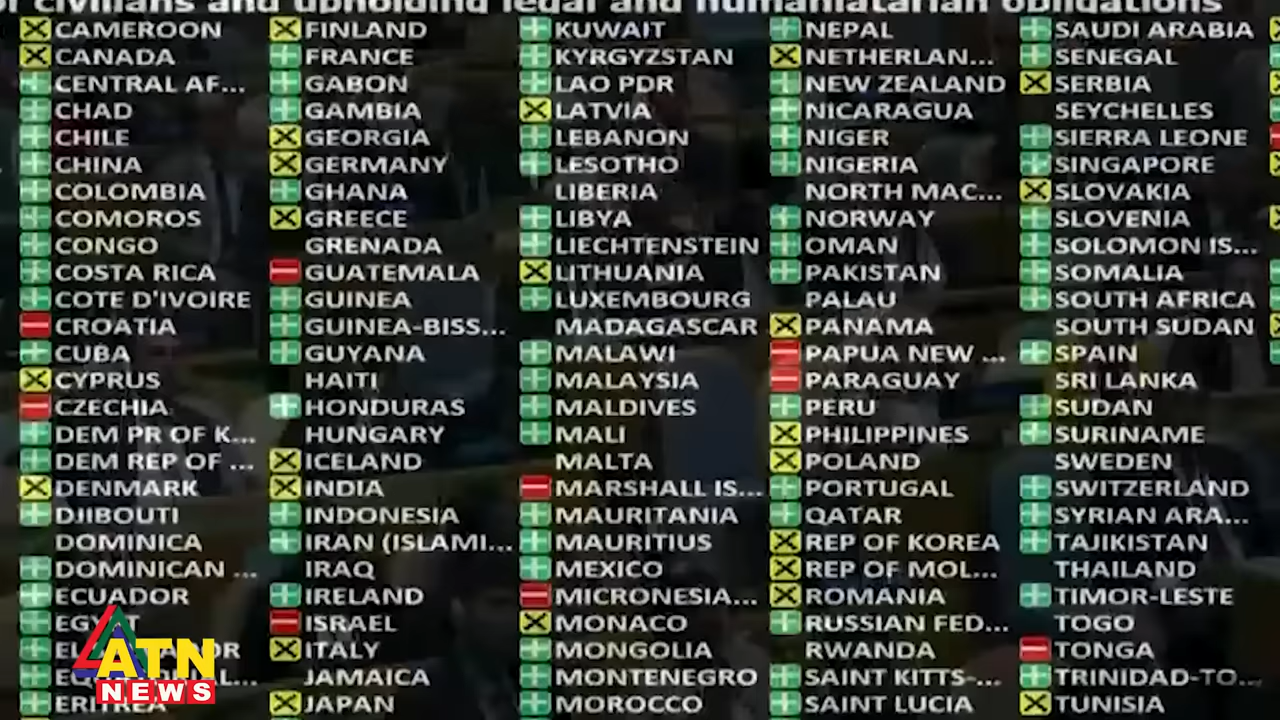 of civilians and upholding legal and humaniatarian obligations
CAMEROON
CANADA
CENTRAL AF...
CHAD
CHILE
CHINA
COLOMBIA
COMOROS
CONGO
COSTA RICA
COTE D'IVOIRE
CROATIA
CUBA
CYPRUS
CZECHIA
DEM PR OF K...
DEM REP OF ...
DENMARK
DJIBOUTI
DOMINICA
DOMINICAN ...
ECUADOR
EGYPT
ERITREA
FINLAND
FRANCE
GABON
GAMBIA
GEORGIA
GERMANY
GHANA
GREECE
GRENADA
GUATEMALA
GUINEA
GUINEA-BISS...
GUYANA
HAITI
HONDURAS
HUNGARY
ICELAND
INDIA
INDONESIA
IRAN (ISLAMI...
IRAQ
IRELAND
ISRAEL
ITALY
JAMAICA
JAPAN
KUWAIT
KYRGYZSTAN
LAO PDR
LATVIA
LEBANON
LESOTHO
LIBERIA
LIBYA
LIECHTENSTEIN
LITHUANIA
LUXEMBOURG
MADAGASCAR
MALAWI
MALAYSIA
MALDIVES
MALI
MALTA
MARSHALL IS...
MAURITANIA
MAURITIUS
MEXICO
MICRONESIA...
MONACO
MONGOLIA
MONTENEGRO
MOROCCO
NEPAL
NETHERLAN...
NEW ZEALAND
NICARAGUA
NIGER
NIGERIA
NORTH MAC...
NORWAY
OMAN
PAKISTAN
PALAU
PANAMA
PAPUA NEW ...
PARAGUAY
PERU
PHILIPPINES
POLAND
PORTUGAL
QATAR
REP OF KOREA
REP OF MOL...
ROMANIA
RUSSIAN FED...
RWANDA
SAINT KITTS-...
SAINT LUCIA
SAUDI ARABIA
SENEGAL
SERBIA
SEYCHELLES
SIERRA LEONE
SINGAPORE
SLOVAKIA
SLOVENIA
SOLOMON IS...
SOMALIA
SOUTH AFRICA
SOUTH SUDAN
SPAIN
SRI LANKA
SUDAN
SURINAME
SWEDEN
SWITZERLAND
SYRIAN ARA...
TAJIKISTAN
THAILAND
TIMOR-LESTE
TOGO
TONGA
TRINIDAD-TO...
TUNISIA
ATN
NEWS